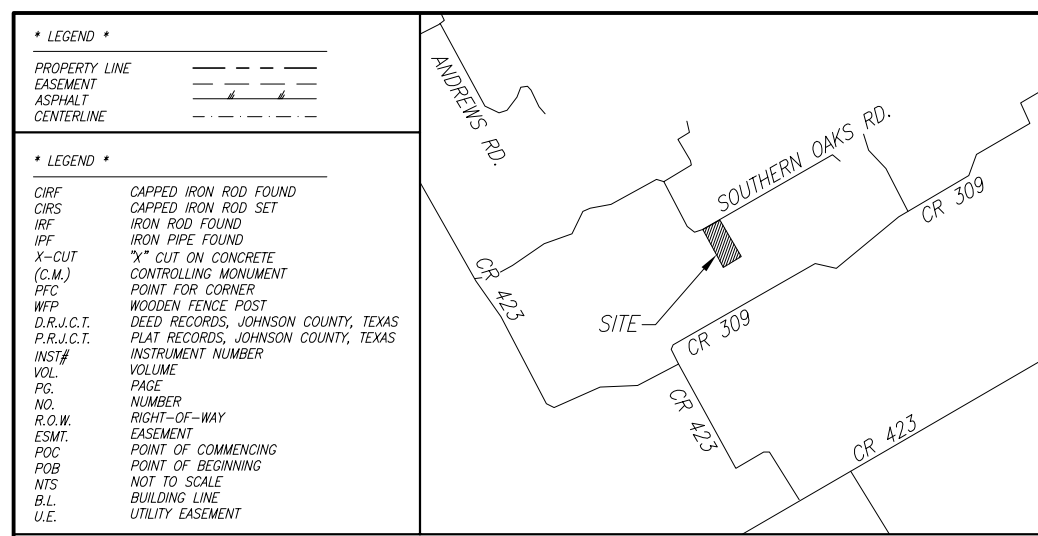 * LEGEND *
PROPERTY LINE
EASEMENT
ASPHALT
CENTERLINE
* LEGEND *
CIRF CAPPED IRON ROD FOUND
CIRS CAPPED IRON ROD SET
IRF IRON ROD FOUND
IPF IRON PIPE FOUND
X-CUT "X" CUT ON CONCRETE
(C.M.) CONTROLLING MONUMENT
PFC POINT FOR CORNER
WFP WOODEN FENCE POST
D.R.J.C.T. DEED RECORDS, JOHNSON COUNTY, TEXAS
P.R.J.C.T. PLAT RECORDS, JOHNSON COUNTY, TEXAS
INST# INSTRUMENT NUMBER
VOL. VOLUME
PG. PAGE
NO. NUMBER
R.O.W. RIGHT-OF-WAY
ESMT. EASEMENT
POC POINT OF COMMENCING
POB POINT OF BEGINNING
NTS NOT TO SCALE
B.L. BUILDING LINE
U.E. UTILITY EASEMENT
ANDREWS RD.
SOUTHERN OAKS RD.
CR 309
CR 423
SITE
CR 309
CR 423
CR 423